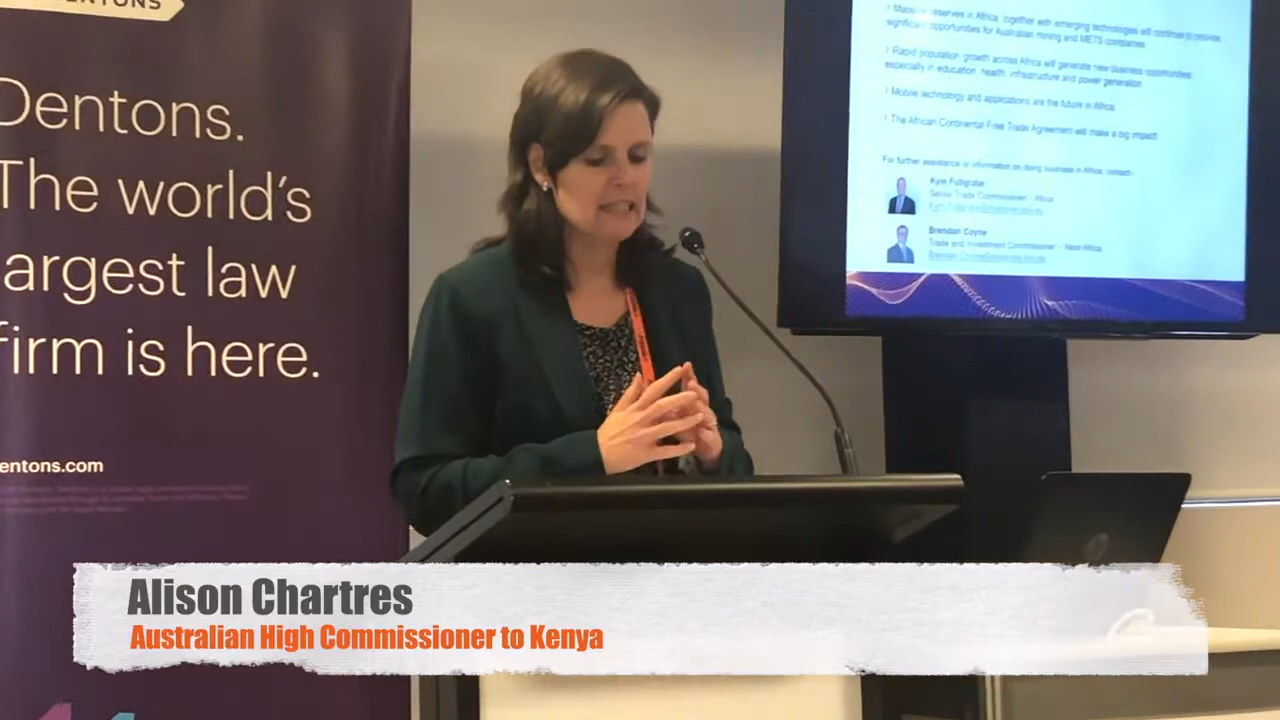 ENTONS
Dentons.
The world's
argest law
firm is here.
entons.com
Massive reserves in Africa together with emerging technologies will continue to provide
significant opportunities for Australian mining and METS companies
Rapid population growth across Africa will generate new business opportunities,
especially in education, health, infrastructure and power generation
Mobile technology and applications are the future in Africa.
The African Continental Free Trade Agreement will make a big impact
For further assistance or information on doing business in Africa, contact:
Kym Fullgrabe
Senior Trade Commissioner - Africa
Brendan Coyne
Trade and Investment Commissioner - West Africa
Alison Chartres
Australian High Commissioner to Kenya